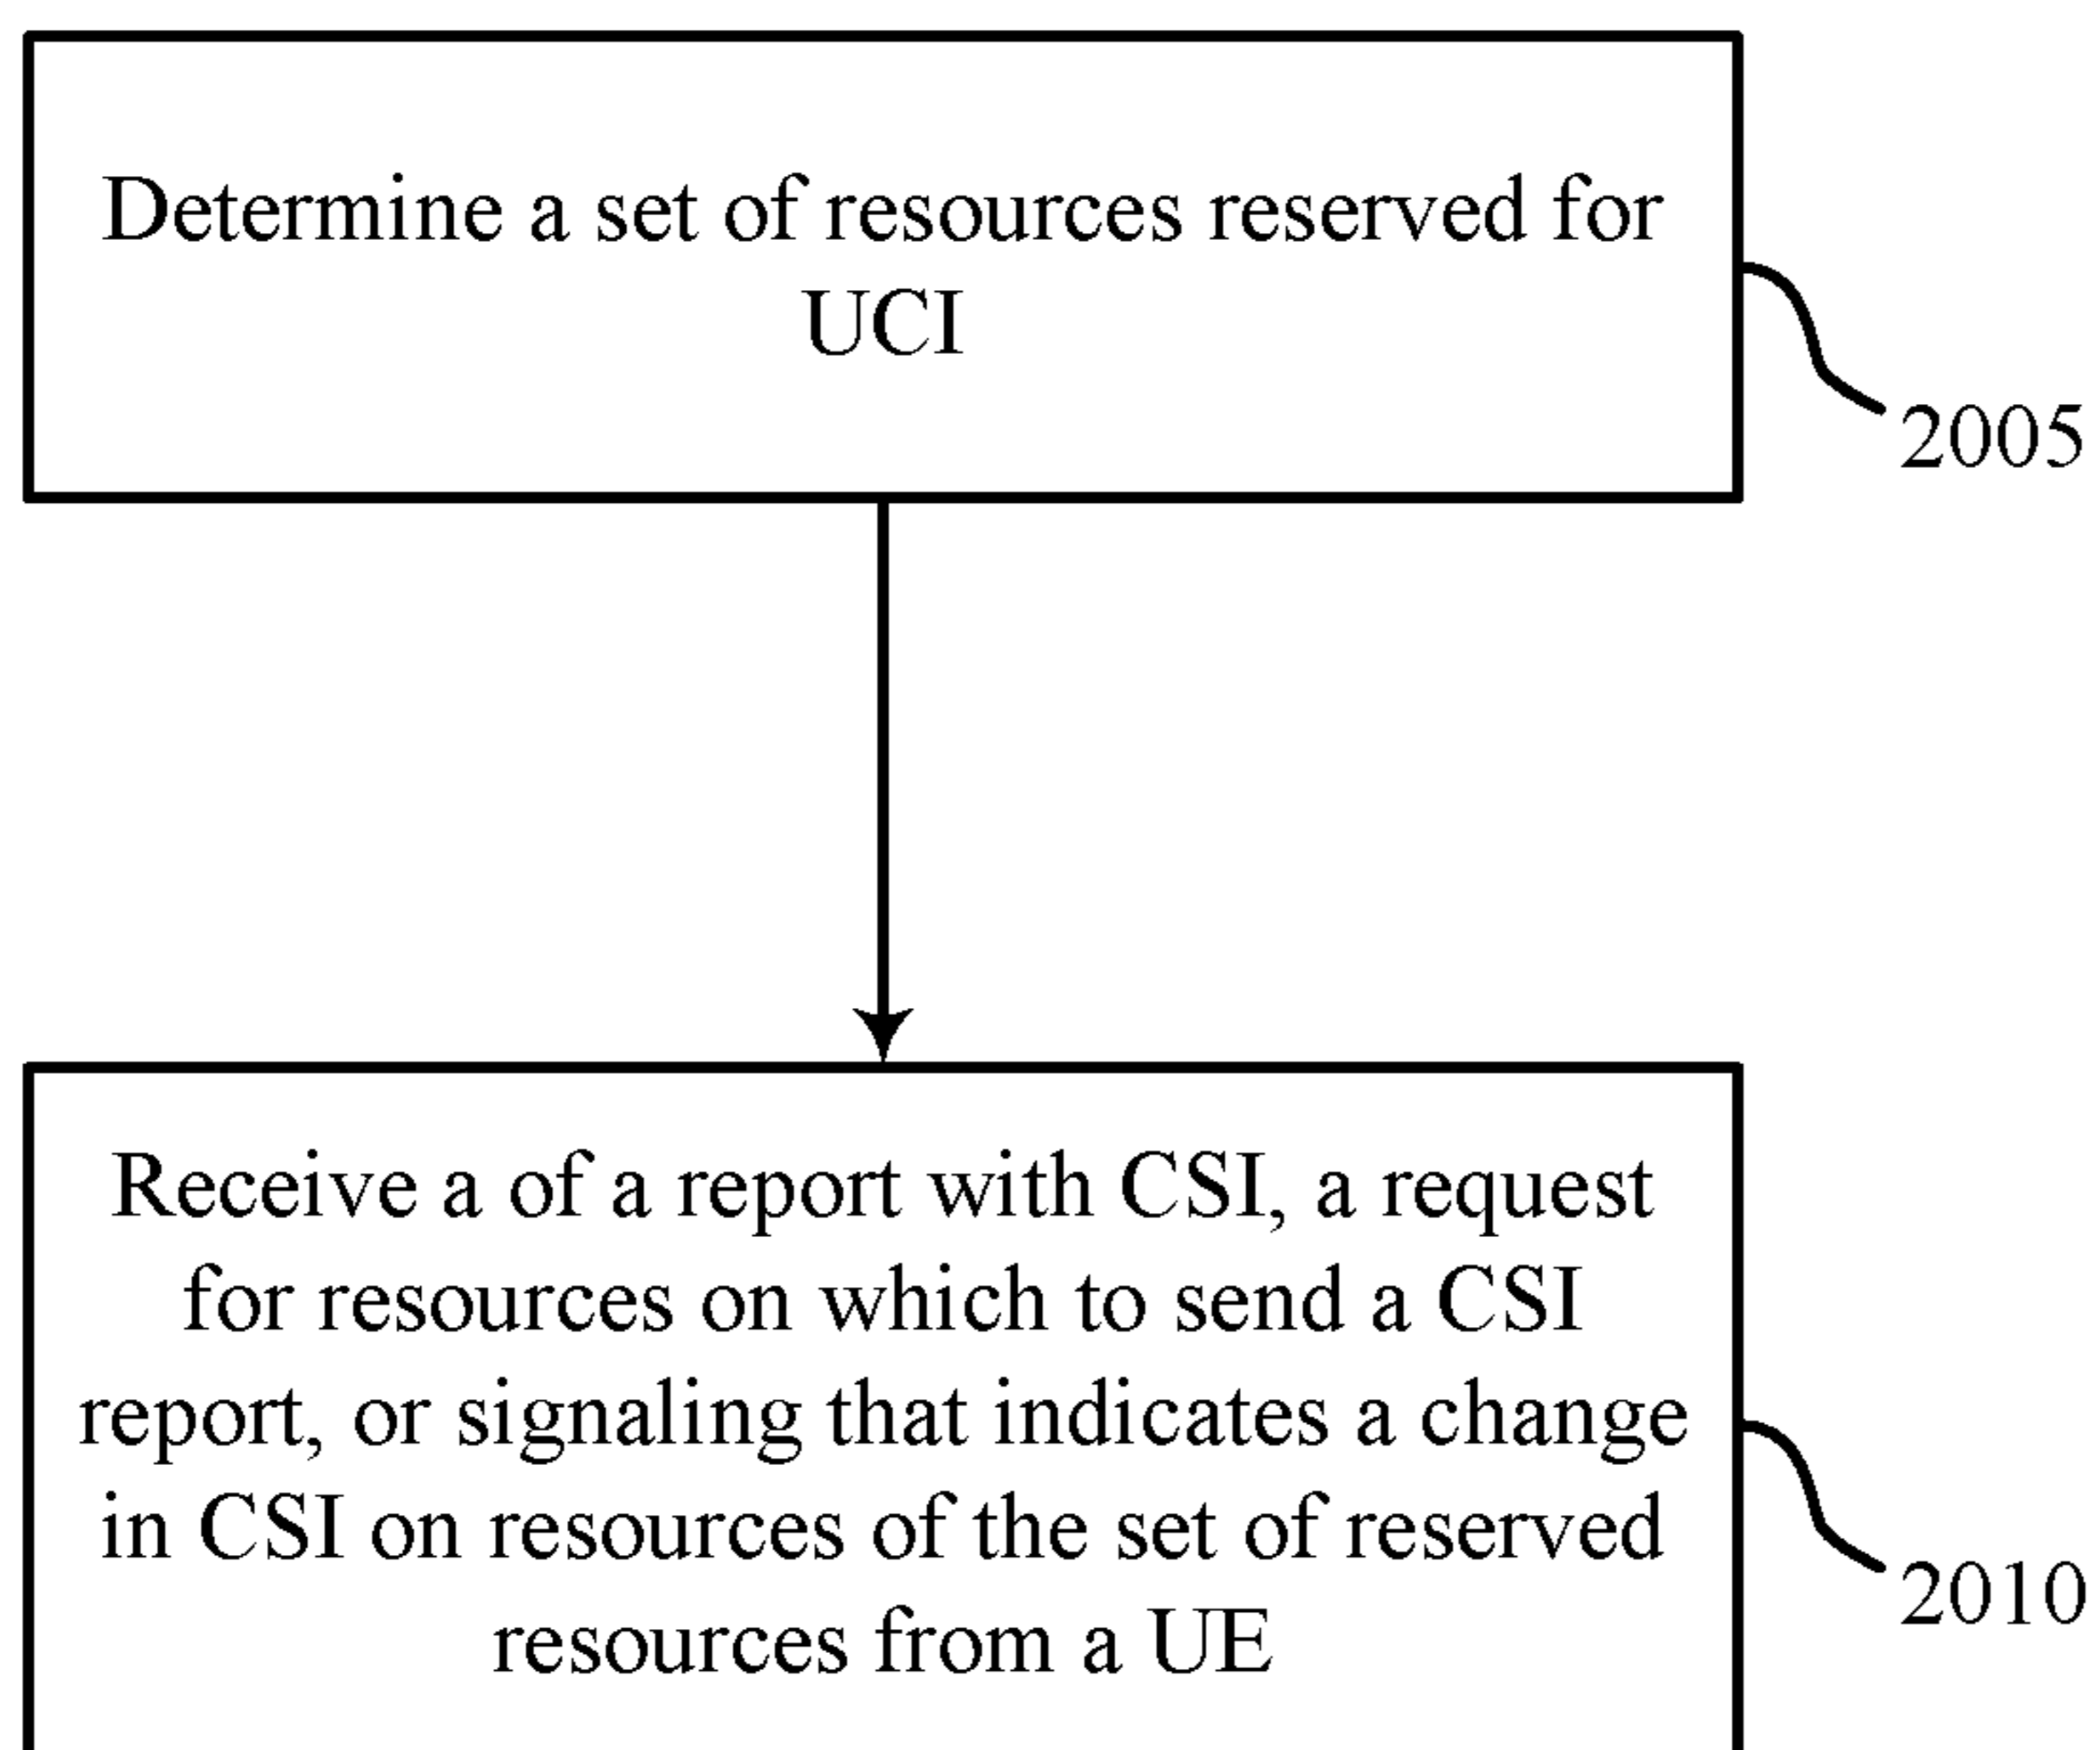 Determine a set of resources reserved for
UCI
2005
Receive a of a report with CSI, a request
for resources on which to send a CSI
report, or signaling that indicates a change
in CSI on resources of the set of reserved
resources from a UE
2010